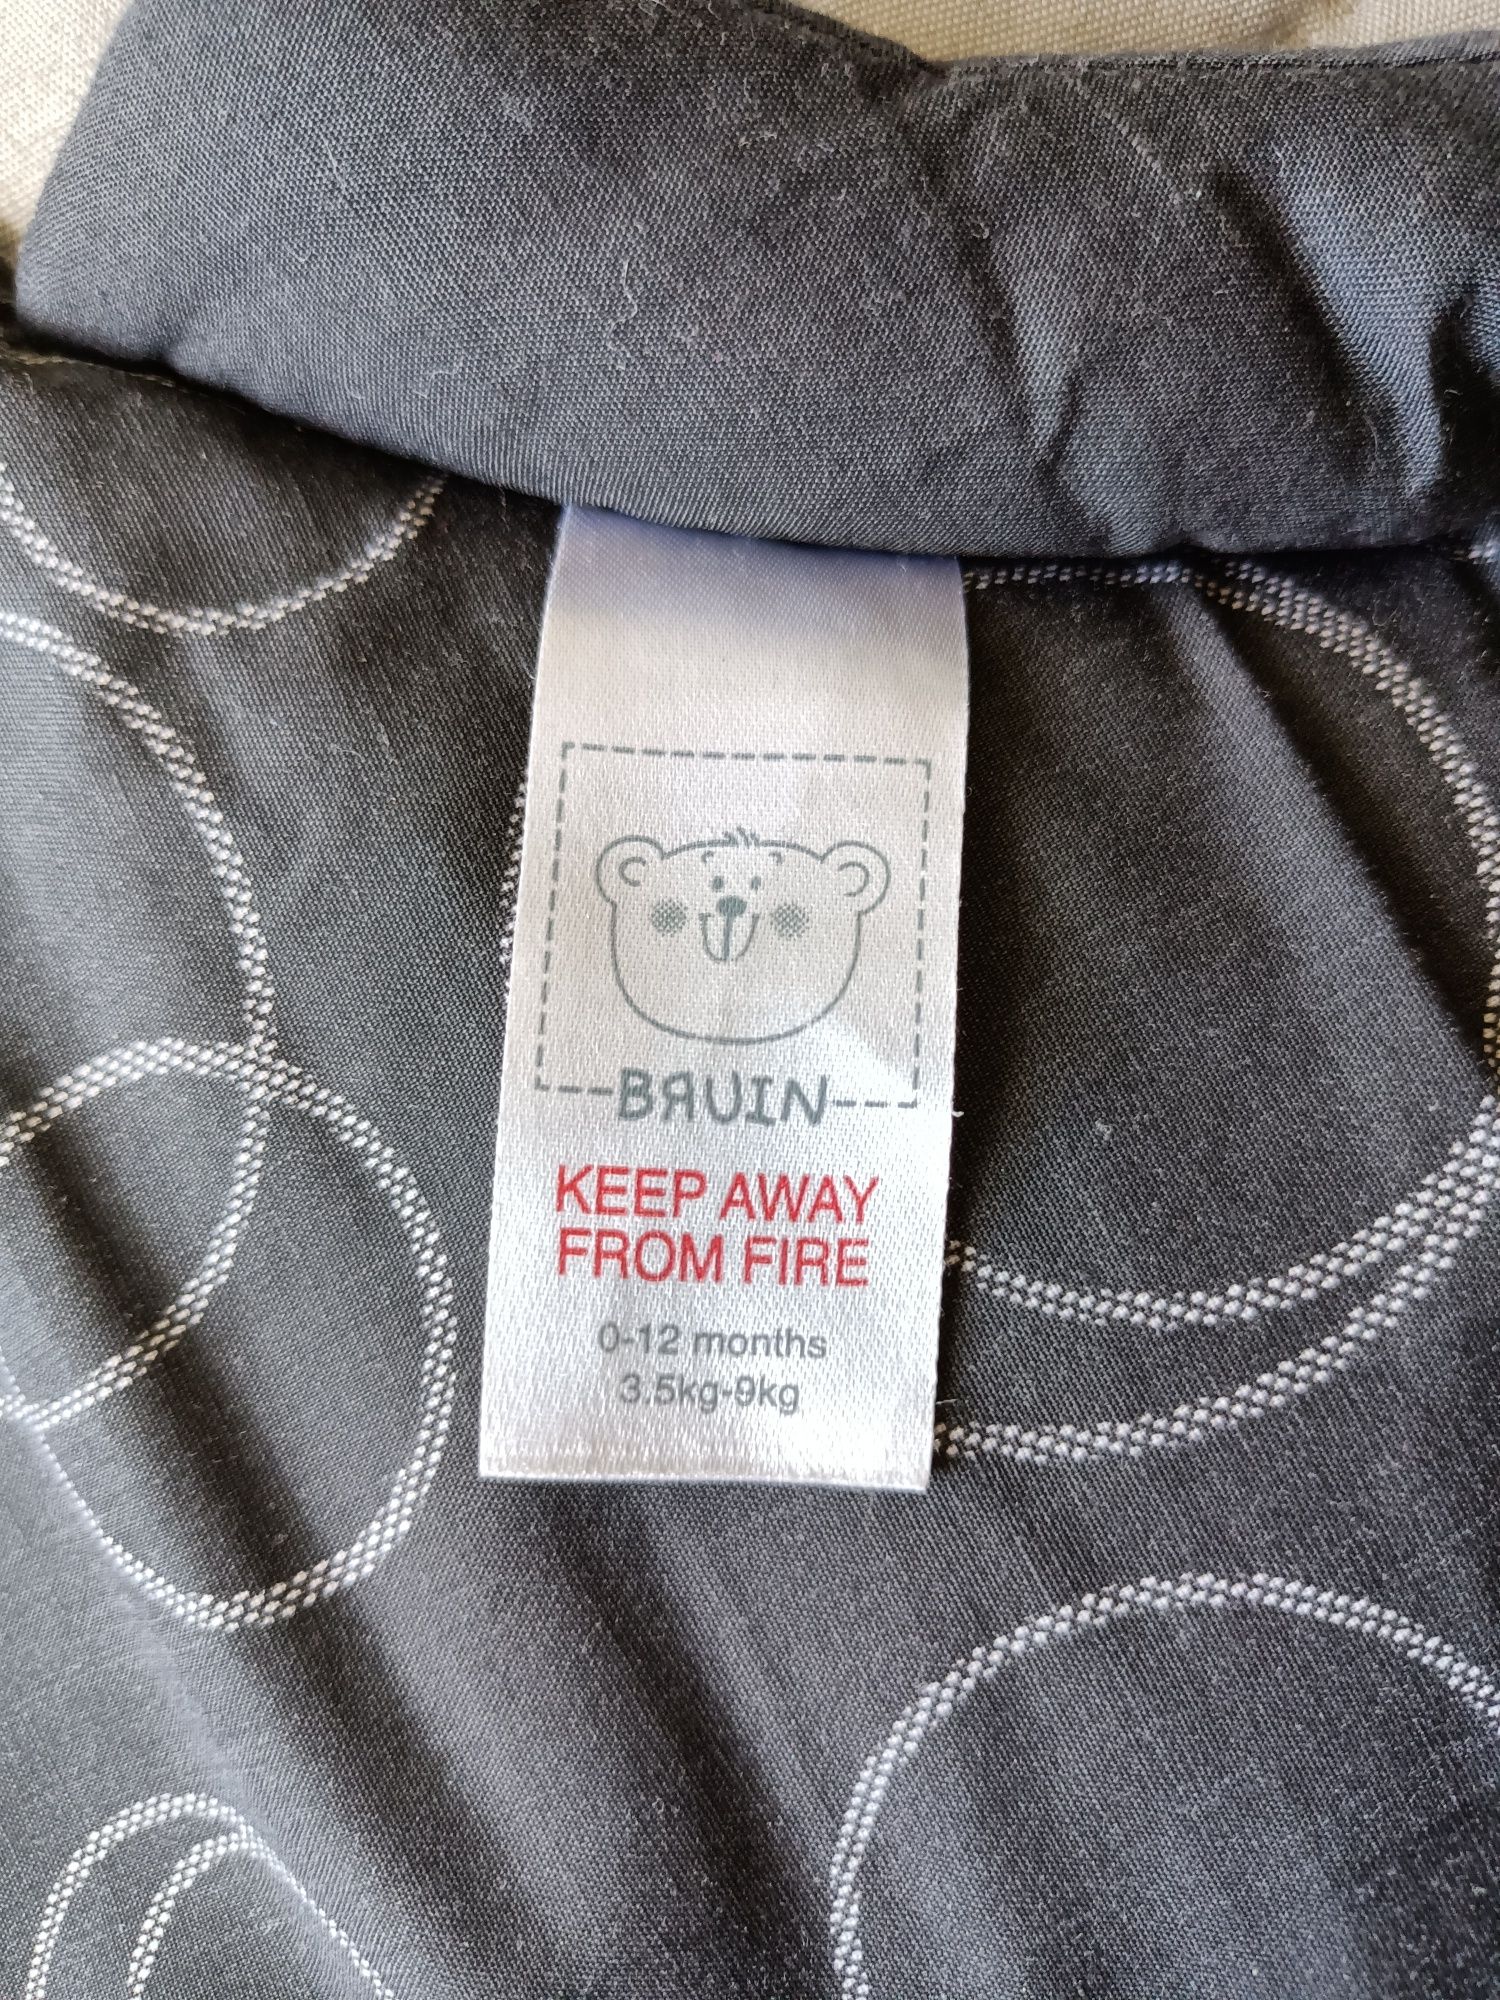 BRUIN
KEEP AWAY
FROM FIRE
0-12 months
3.5kg-9kg